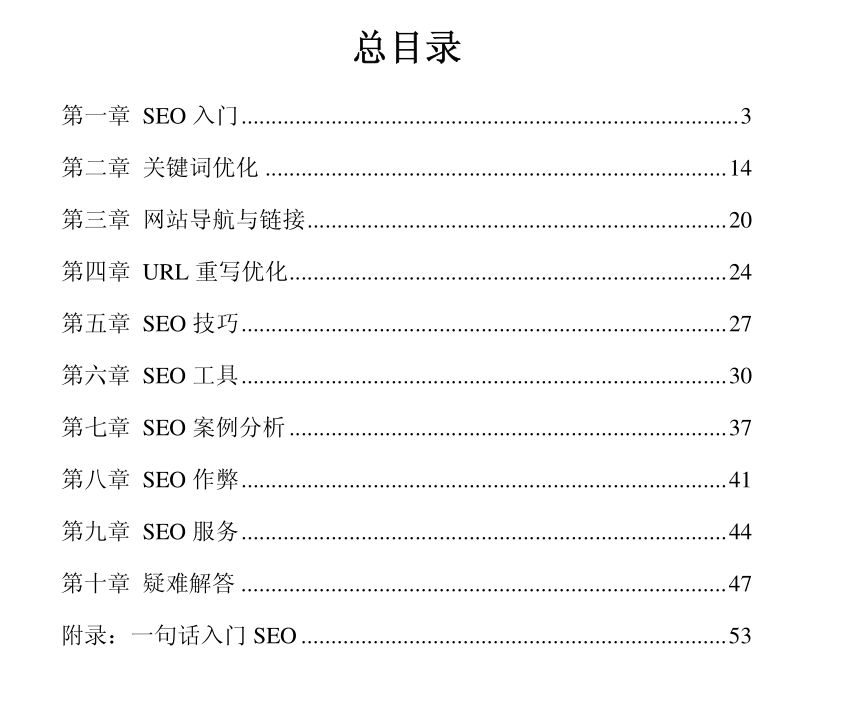 总目录
第一章 SEO 入门........................................................................................3
第二章 关键词优化 ................................................................................14
第三章 网站导航与链接........................................................................20
第四章 URL 重写优化...........................................................................24
第五章 SEO 技巧...................................................................................27
第六章 SEO 工具...................................................................................30
第七章 SEO 案例分析 ...........................................................................37
第八章 SEO 作弊...................................................................................41
第九章 SEO 服务...................................................................................44
第十章 疑难解答 ...................................................................................47
附录：一句话入门 SEO .........................................................................53